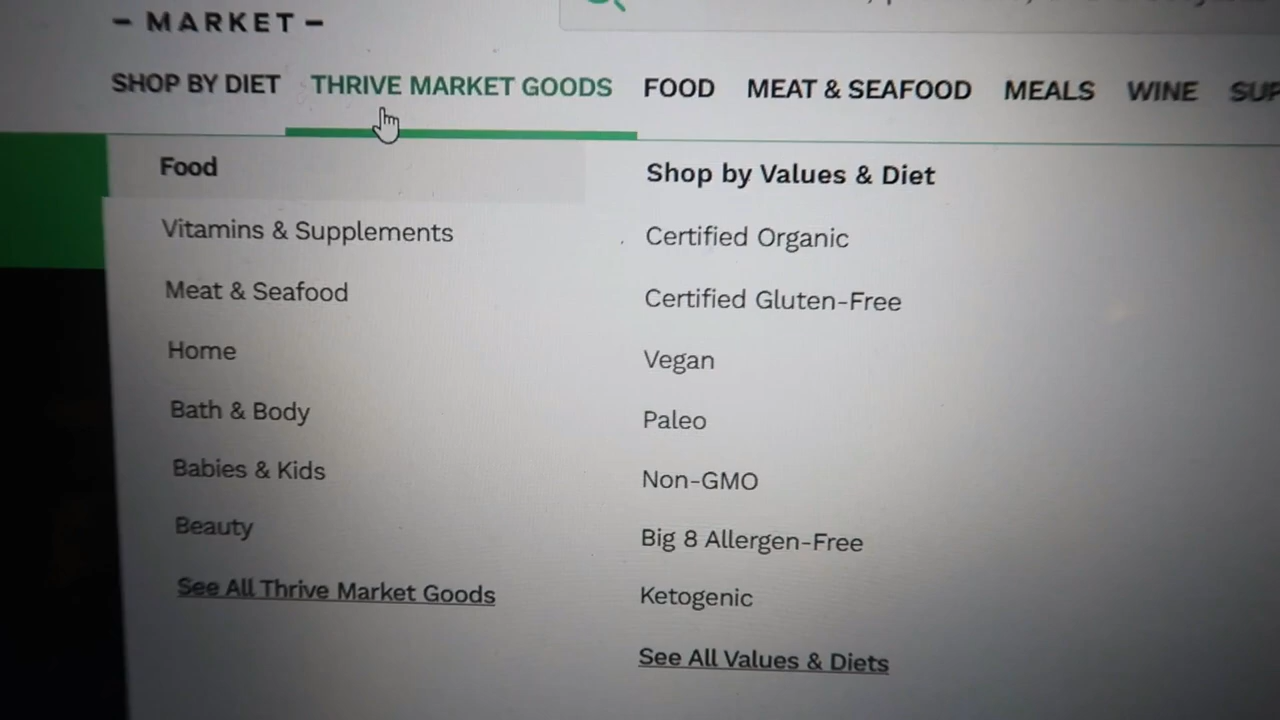 – MARKET –
SHOP BY DIET THRIVE MARKET GOODS FOOD MEAT & SEAFOOD MEALS WINE
Food
Vitamins & Supplements
Meat & Seafood
Home
Bath & Body
Babies & Kids
Beauty
See All Thrive Market Goods
Shop by Values & Diet
Certified Organic
Certified Gluten-Free
Vegan
Paleo
Non-GMO
Big 8 Allergen-Free
Ketogenic
See All Values & Diets